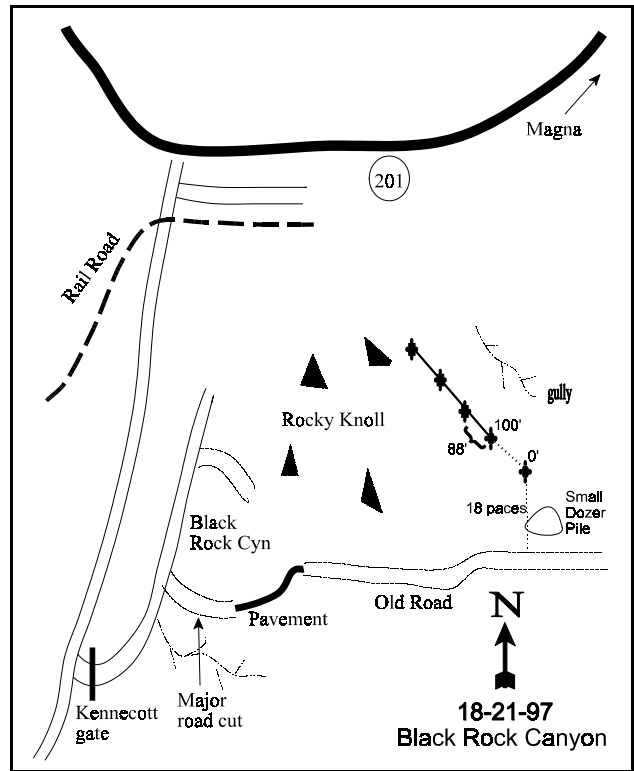 Magna
201
Rail Road
gully
Rocky Knoll
100'
88'
0'
18 paces
Small
Dozer
Pile
Black
Rock Cyn
Old Road
Pavement
N
Major
road cut
Kennecott
gate
18-21-97
Black Rock Canyon